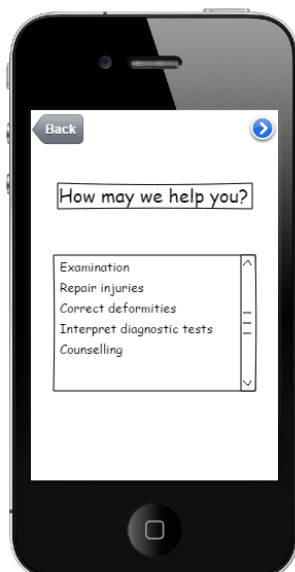 Back
How may we help you?
Examination
Repair injuries
Correct deformities
Interpret diagnostic tests
Counselling